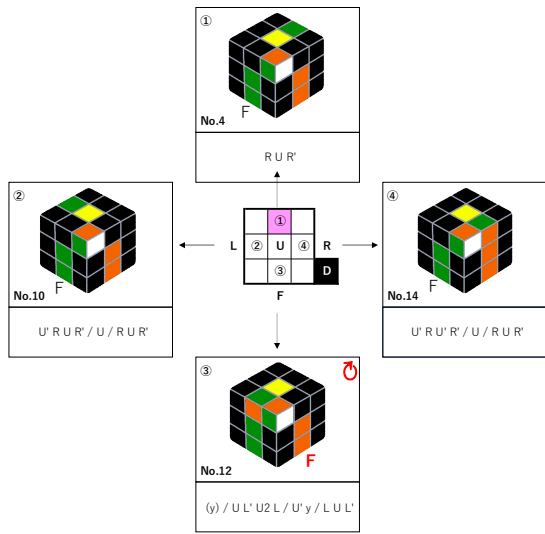 ①
F
No.4
R U R'
②
F
No.10
U' R U R' / U / R U R'
①
L ② U ④ R
③ D
F
④
F
No.14
U' R U' R' / U / R U R'
③
F
No.12
(y) / U L' U2 L / U' y / L U L'